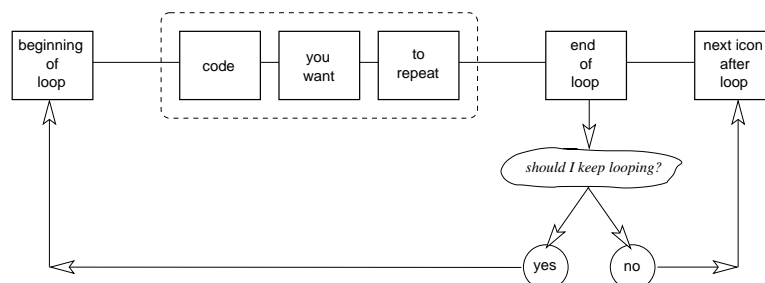 beginning
of
loop
code
you
want
to
repeat
end
of
loop
next icon
after
loop
should I keep looping?
yes
no